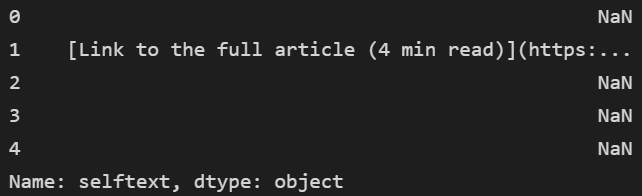 0 NaN
1 [Link to the full article (4 min read)](https:...
2 NaN
3 NaN
4 NaN
Name: selftext, dtype: object